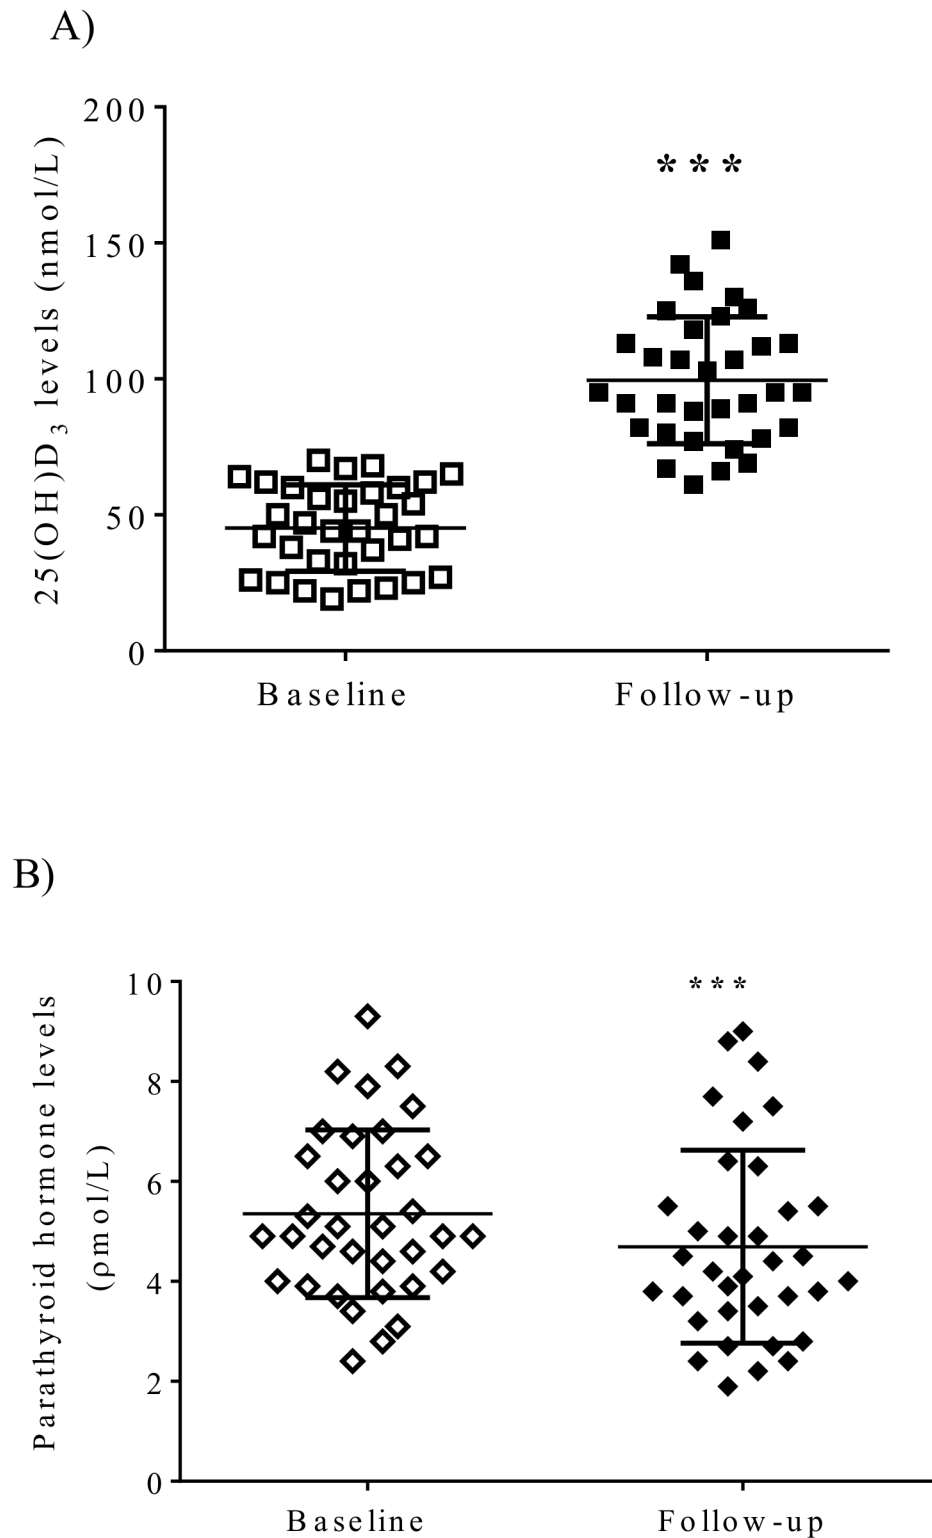 A)
25(OH)D3 levels (nmol/L)
200
150
100
50
0
***
Baseline Follow-up
B)
Parathyroid hormone levels
(ρmol/L)
10
8
6
4
2
0
***
Baseline Follow-up